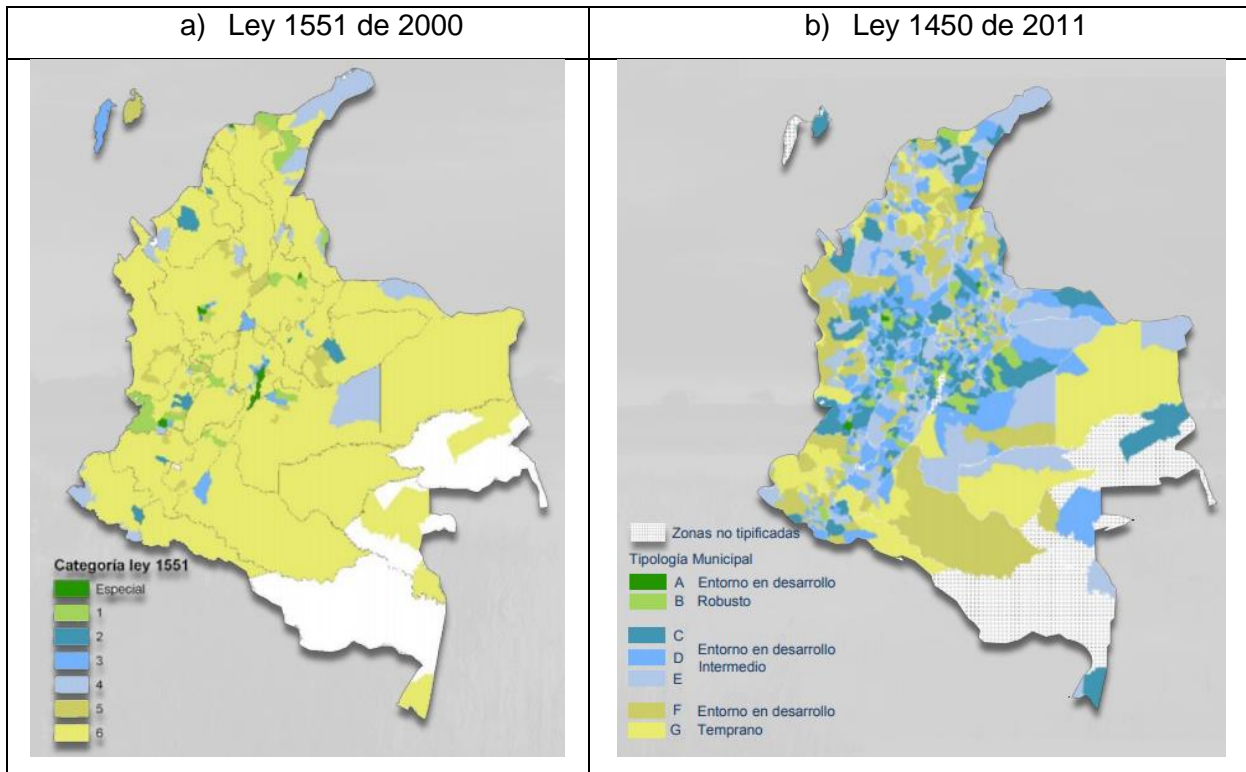 a) Ley 1551 de 2000
b) Ley 1450 de 2011
Categoría ley 1551
Especial
1
2
3
4
5
6
Zonas no tipificadas
Tipología Municipal
A Entorno en desarrollo
B Robusto
C
D Entorno en desarrollo
Intermedio
E
F Entorno en desarrollo
G Temprano